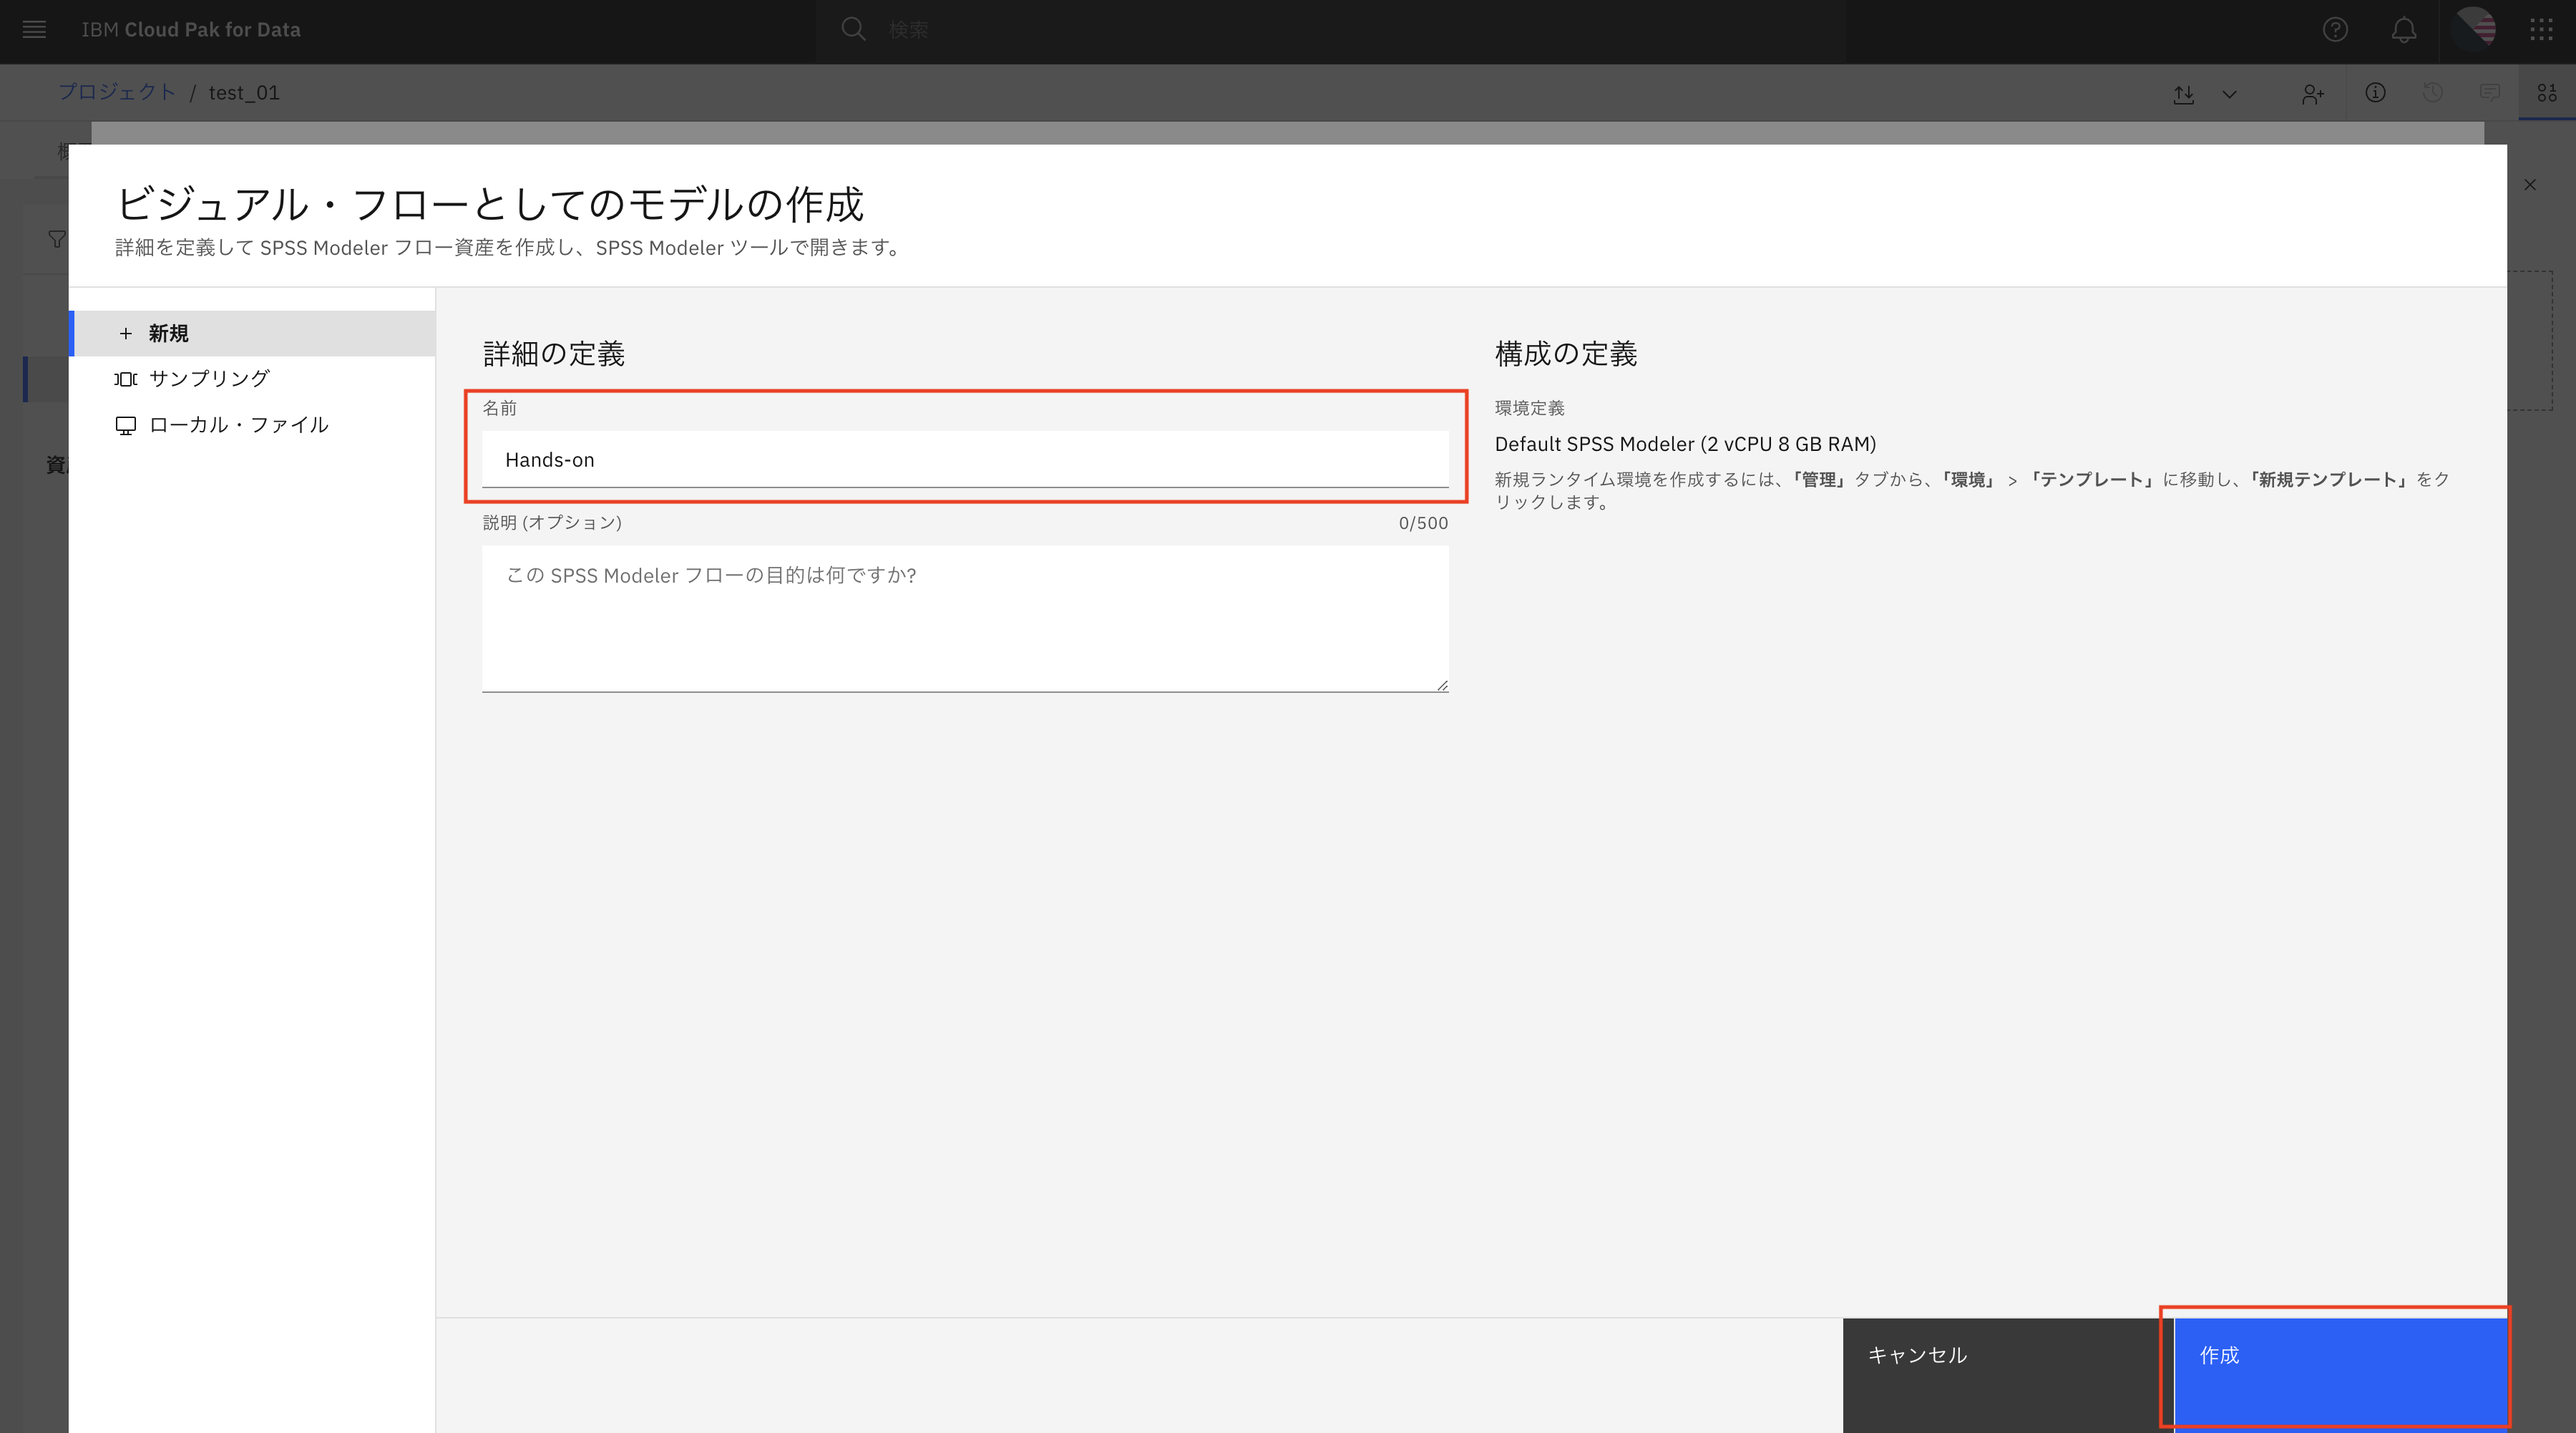 IBM Cloud Pak for Data
検索
プロジェクト / test_01
ビジュアル・フローとしてのモデルの作成
詳細を定義して SPSS Modeler フロー資産を作成し、SPSS Modeler ツールで開きます。
新規
サンプリング
ローカル・ファイル
詳細の定義
名前
Hands-on
説明 (オプション) 0/500
この SPSS Modeler フローの目的は何ですか?
構成の定義
環境定義
Default SPSS Modeler (2 vCPU 8 GB RAM)
新規ランタイム環境を作成するには、「管理」タブから、「環境」 > 「テンプレート」に移動し、「新規テンプレート」をク
リックします。
キャンセル
作成